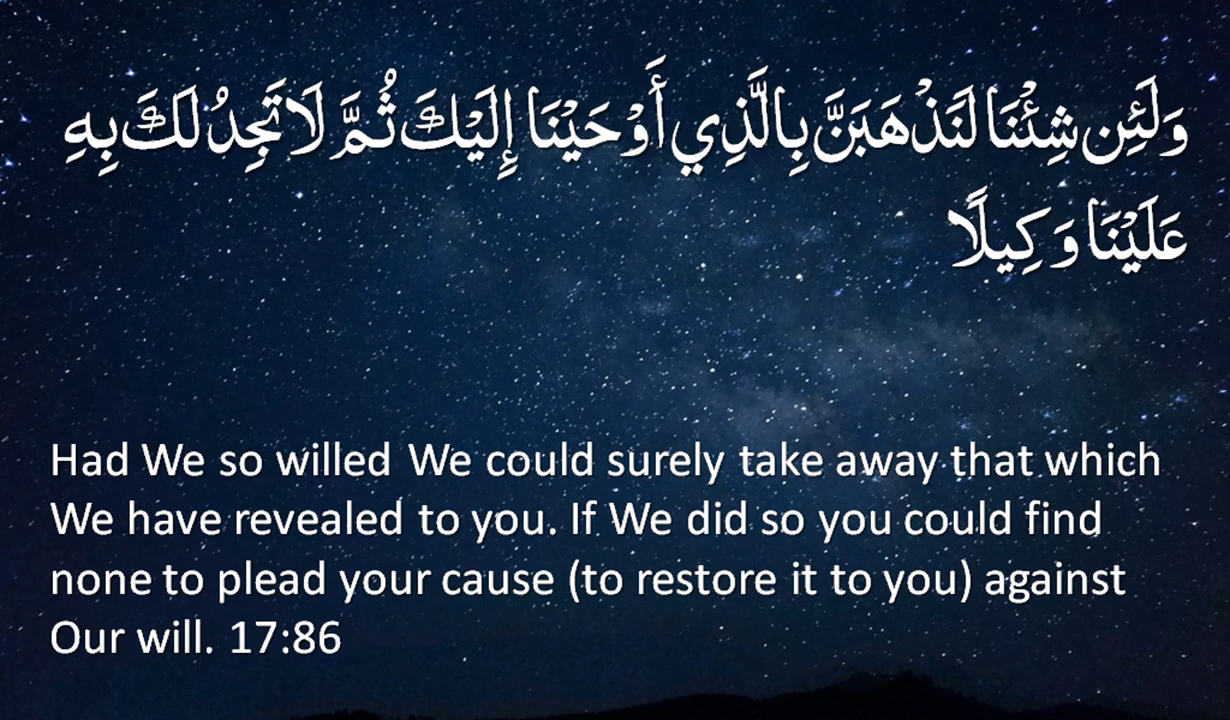 وَلَئِن شِئْنَا لَنَذْهَبَنَّ بِالَّذِي أَوْحَيْنَا إِلَيْكَ ثُمَّ لَا تَجِدُ لَكَ بِهِ
عَلَيْنَا وَكِيلًا
Had We so willed We could surely take away that which
We have revealed to you. If We did so you could find
none to plead your cause (to restore it to you) against
Our will. 17:86